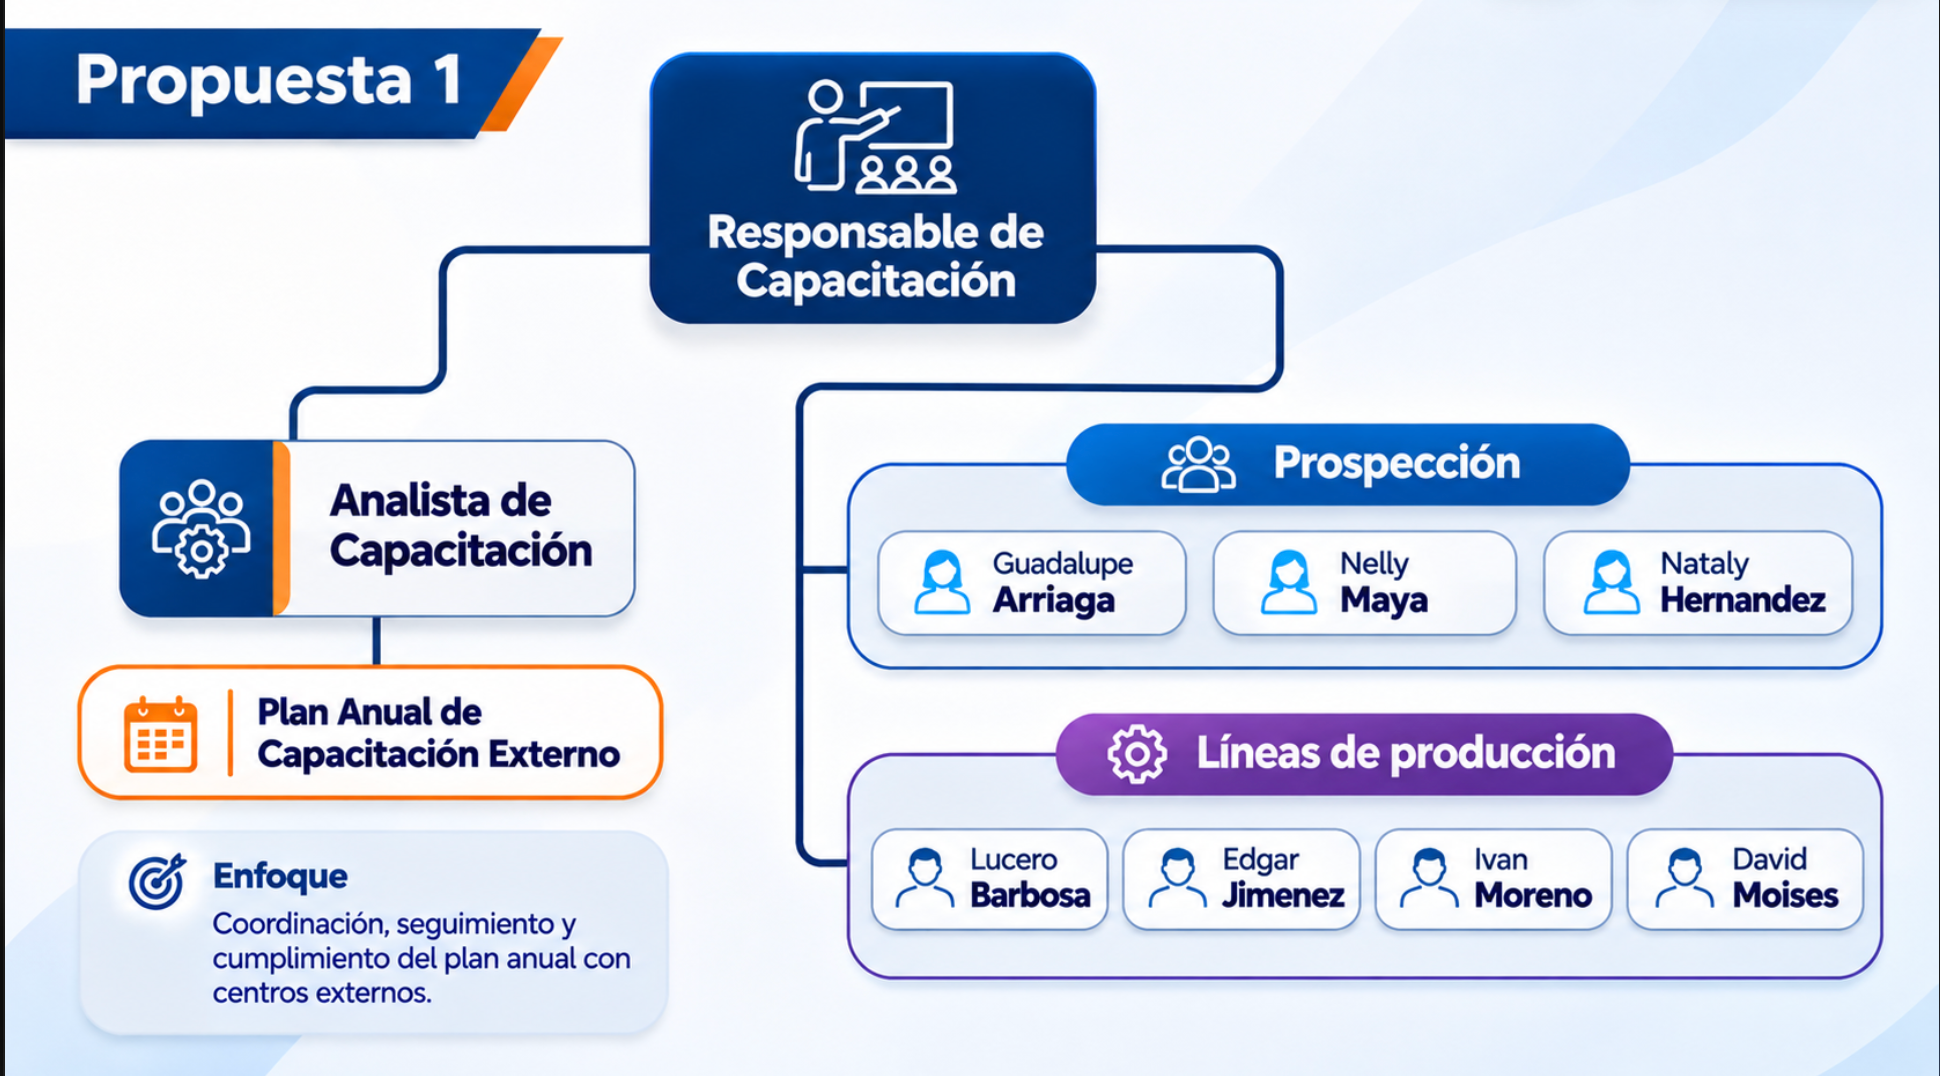 Propuesta 1
Responsable de
Capacitación
Analista de
Capacitación
Plan Anual de
Capacitación Externo
Enfoque
Coordinación, seguimiento y
cumplimiento del plan anual con
centros externos.
Prospección
Guadalupe
Arriaga
Nelly
Maya
Nataly
Hernandez
Líneas de producción
Lucero
Barbosa
Edgar
Jimenez
Ivan
Moreno
David
Moises